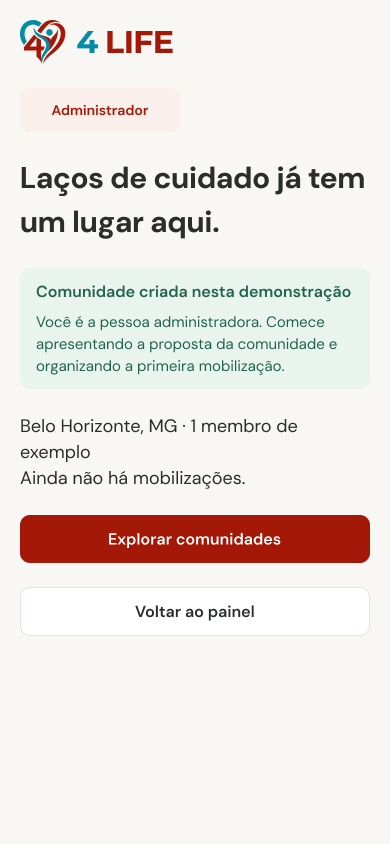 4 LIFE
Administrador
Laços de cuidado já tem
um lugar aqui.
Comunidade criada nesta demonstração
Você é a pessoa administradora. Comece
apresentando a proposta da comunidade e
organizando a primeira mobilização.
Belo Horizonte, MG · 1 membro de
exemplo
Ainda não há mobilizações.
Explorar comunidades
Voltar ao painel